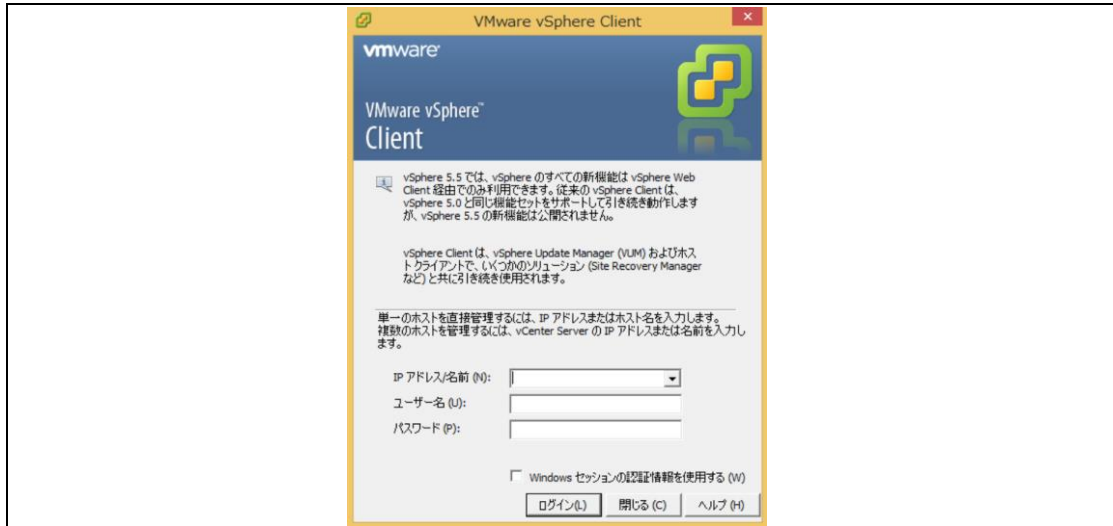 VMware vSphere Client
vmware
VMware vSphere™
Client
vSphere 5.5 では、vSphere のすべての新機能は vSphere Web
Client 経由でのみ利用できます。従来の vSphere Client は、
vSphere 5.0 と同じ機能セットをサポートして引き続き動作します
が、vSphere 5.5 の新機能は公開されません。
vSphere Client は、vSphere Update Manager (VUM) およびホス
トクライアントで、いくつかのソリューション (Site Recovery Manager
など) と共に引き続き使用されます。
単一のホストを直接管理するには、IP アドレスまたはホスト名を入力します。
複数のホストを管理するには、vCenter Server の IP アドレスまたは名前を入力し
ます。
IP アドレス/名前 (N):
ユーザー名 (U):
パスワード (P):
Windows セッションの認証情報を使用する (W)
ログイン(L) 閉じる (C) ヘルプ (H)